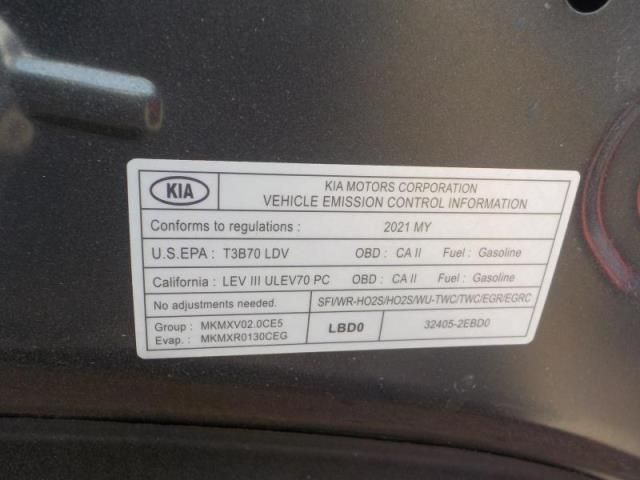 KIA
KIA MOTORS CORPORATION
VEHICLE EMISSION CONTROL INFORMATION
Conforms to regulations : 2021 MY
U.S.EPA : T3B70 LDV OBD : CA II Fuel : Gasoline
California : LEV III ULEV70 PC OBD : CA II Fuel : Gasoline
No adjustments needed. SFI/WR-HO2S/HO2S/WU-TWC/TWC/EGR/EGRC
Group : MKMXV02.0CE5
Evap. : MKMXR0130CEG
LBD0 32405-2EBD0